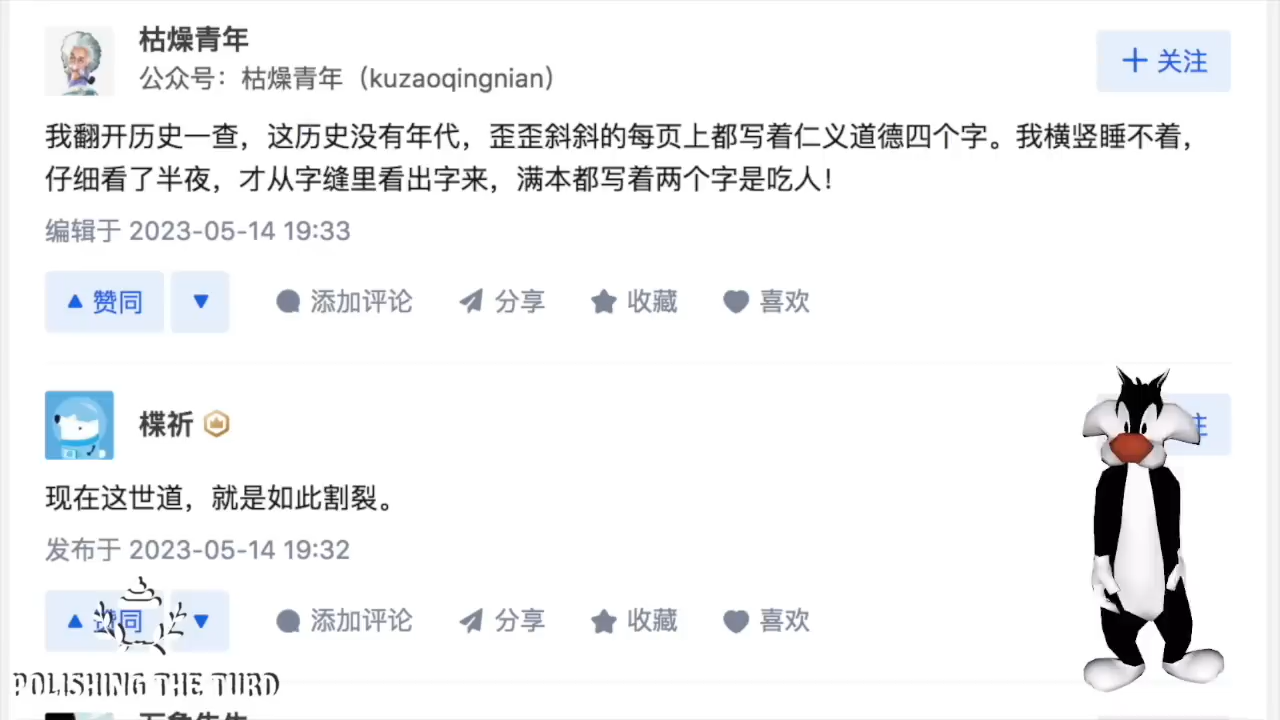 枯燥青年
公众号：枯燥青年（kuzaoqingnian）
+ 关注
我翻开历史一查，这历史没有年代，歪歪斜斜的每页上都写着仁义道德四个字。我横竖睡不着，
仔细看了半夜，才从字缝里看出字来，满本都写着两个字是吃人！
编辑于 2023-05-14 19:33
赞同
添加评论
分享
收藏
喜欢
楪祈
注
现在这世道，就是如此割裂。
发布于 2023-05-14 19:32
赞同
添加评论
分享
收藏
喜欢
POLISHING THE TURD